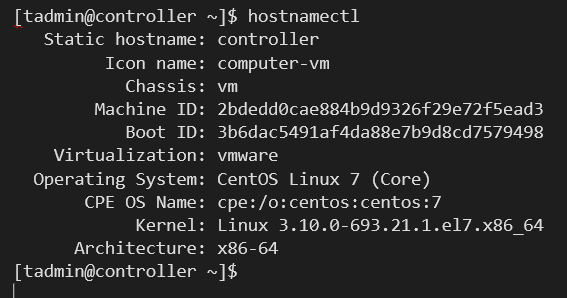 [tadmin@controller ~]$ hostnamectl
Static hostname: controller
Icon name: computer-vm
Chassis: vm
Machine ID: 2bdedd0cae884b9d9326f29e72f5ead3
Boot ID: 3b6dac5491af4da88e7b9d8cd7579498
Virtualization: vmware
Operating System: CentOS Linux 7 (Core)
CPE OS Name: cpe:/o:centos:centos:7
Kernel: Linux 3.10.0-693.21.1.el7.x86_64
Architecture: x86-64
[tadmin@controller ~]$